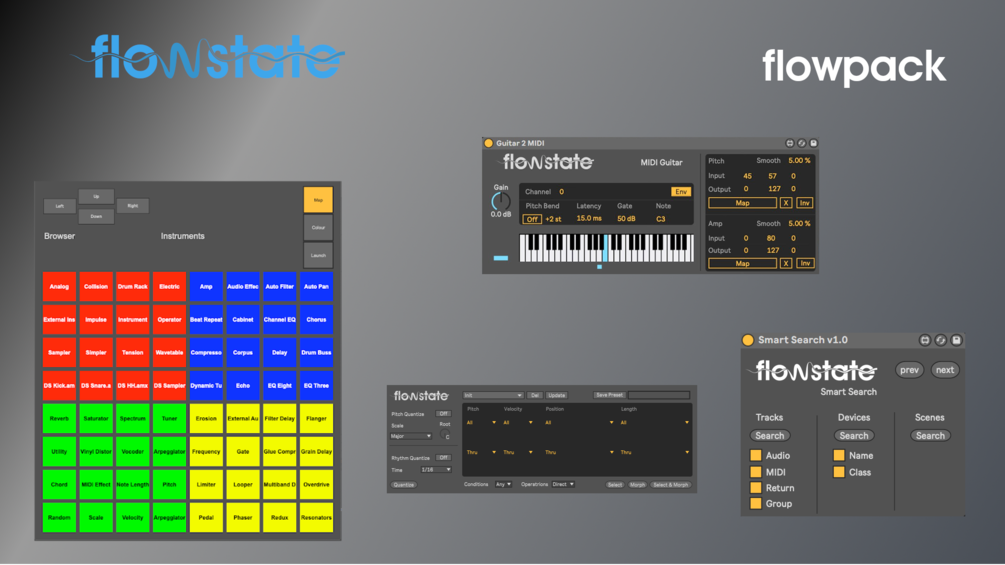 flowstate
flowpack
Left
Up
Down
Right
Map
Colour
Launch
Browser
Instruments
Analog Collision Drum Rack Electric Amp Audio Effec Auto Filter Auto Pan
External Ins Impulse Instrument Operator Beat Repeat Cabinet Channel EQ Chorus
Sampler Simpler Tension Wavetable Compresso Corpus Delay Drum Buss
DS Kick.am DS Snare.a DS HH.amx DS Sampler Dynamic Tu Echo EQ Eight EQ Three
Reverb Saturator Spectrum Tuner Erosion External Au Filter Delay Flanger
Utility Vinyl Distor Vocoder Arpeggiator Frequency Gate Glue Compr Grain Delay
Chord MIDI Effect Note Length Pitch Limiter Looper Multiband D Overdrive
Random Scale Velocity Arpeggiator Pedal Phaser Redux Resonators
Guitar 2 MIDI
flowstate
MIDI Guitar
Gain
0.0 dB
Channel 0 Env
Pitch Bend Latency Gate Note
Off +2 st 15.0 ms 50 dB C3
Pitch Smooth 5.00 %
Input 45 57 0
Output 0 127 0
Map X Inv
Amp Smooth 5.00 %
Input 0 80 0
Output 0 127 0
Map X Inv
flowstate
Init Del Update Save Preset
Pitch Quantize Off
Scale Root
Major C
Rhythm Quantize Off
Time 1/16
Quantize
Pitch Velocity Position Length
All All All All
Thru Thru Thru Thru
Conditions Any Operatrions Direct Select Morph Select & Morph
Smart Search v1.0
flowstate
prev next
Smart Search
Tracks Devices Scenes
Search Search Search
Audio Name
MIDI Class
Return
Group